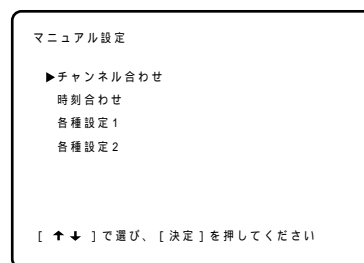 マニュアル設定
▶チャンネル合わせ
時刻合わせ
各種設定1
各種設定2
[ ↑↓ ]で選び、[決定]を押してください